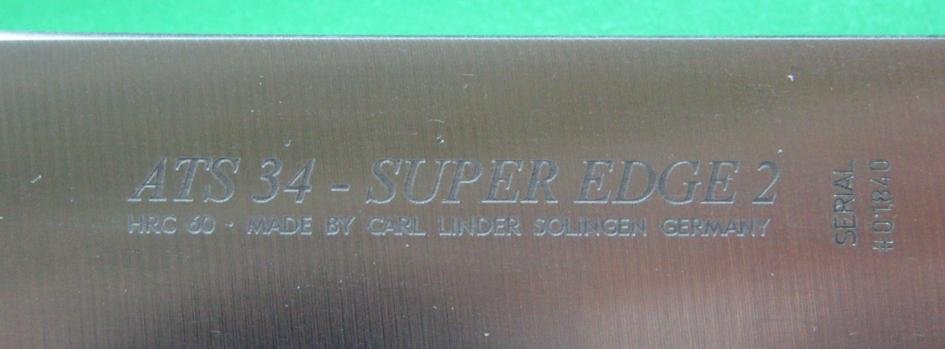 ATS 34 - SUPER EDGE 2
HRC 60 · MADE BY CARL LINDER SOLINGEN GERMANY
SERIAL
#01840